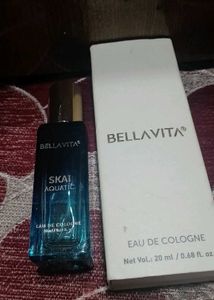 BELLAVITA®
SKAI
AQUATIC
EAU DE COLOGNE
BELLAVITA®
EAU DE COLOGNE
Net Vol.: 20 ml / 0.68 fl. oz